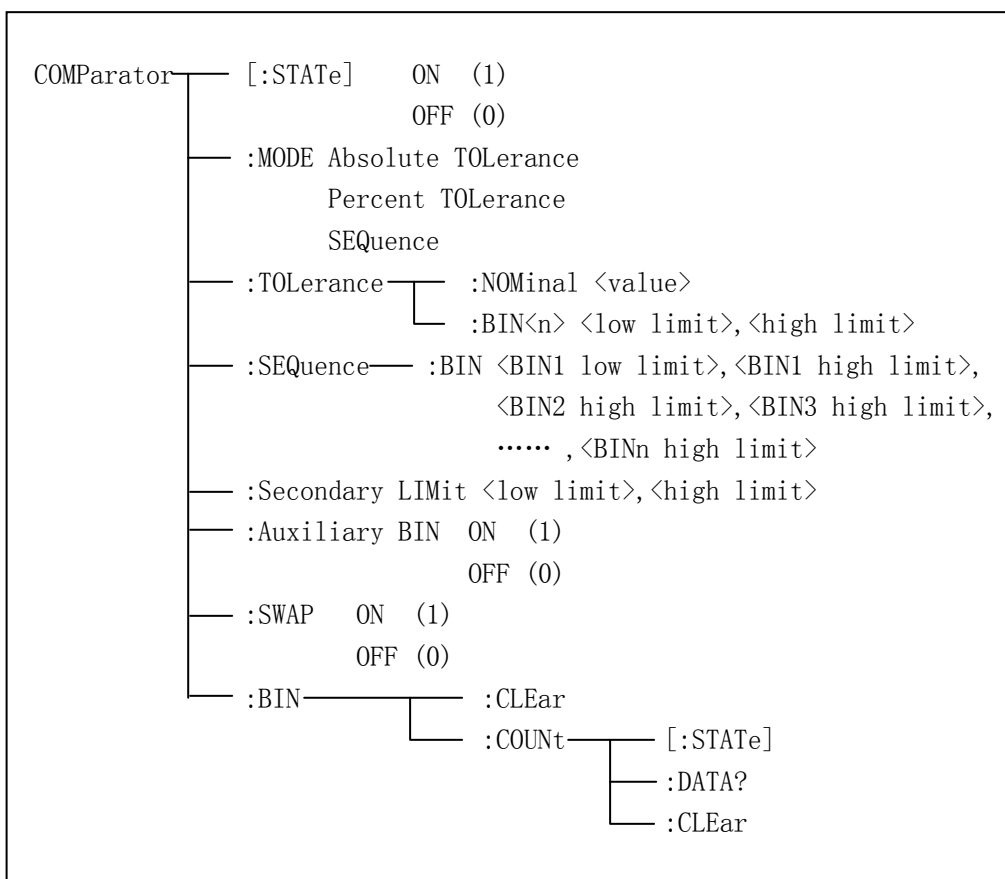 COMParator [:STATe] ON (1)
OFF (0)
:MODE Absolute TOLerance
Percent TOLerance
SEQuence
:TOLerance :NOMinal <value>
:BIN<n> <low limit>,<high limit>
:SEQuence :BIN <BIN1 low limit>,<BIN1 high limit>,
<BIN2 high limit>,<BIN3 high limit>,
…… ,<BINn high limit>
:Secondary LIMit <low limit>,<high limit>
:Auxiliary BIN ON (1)
OFF (0)
:SWAP ON (1)
OFF (0)
:BIN :CLEar
:COUNt [:STATe]
:DATA?
:CLEar